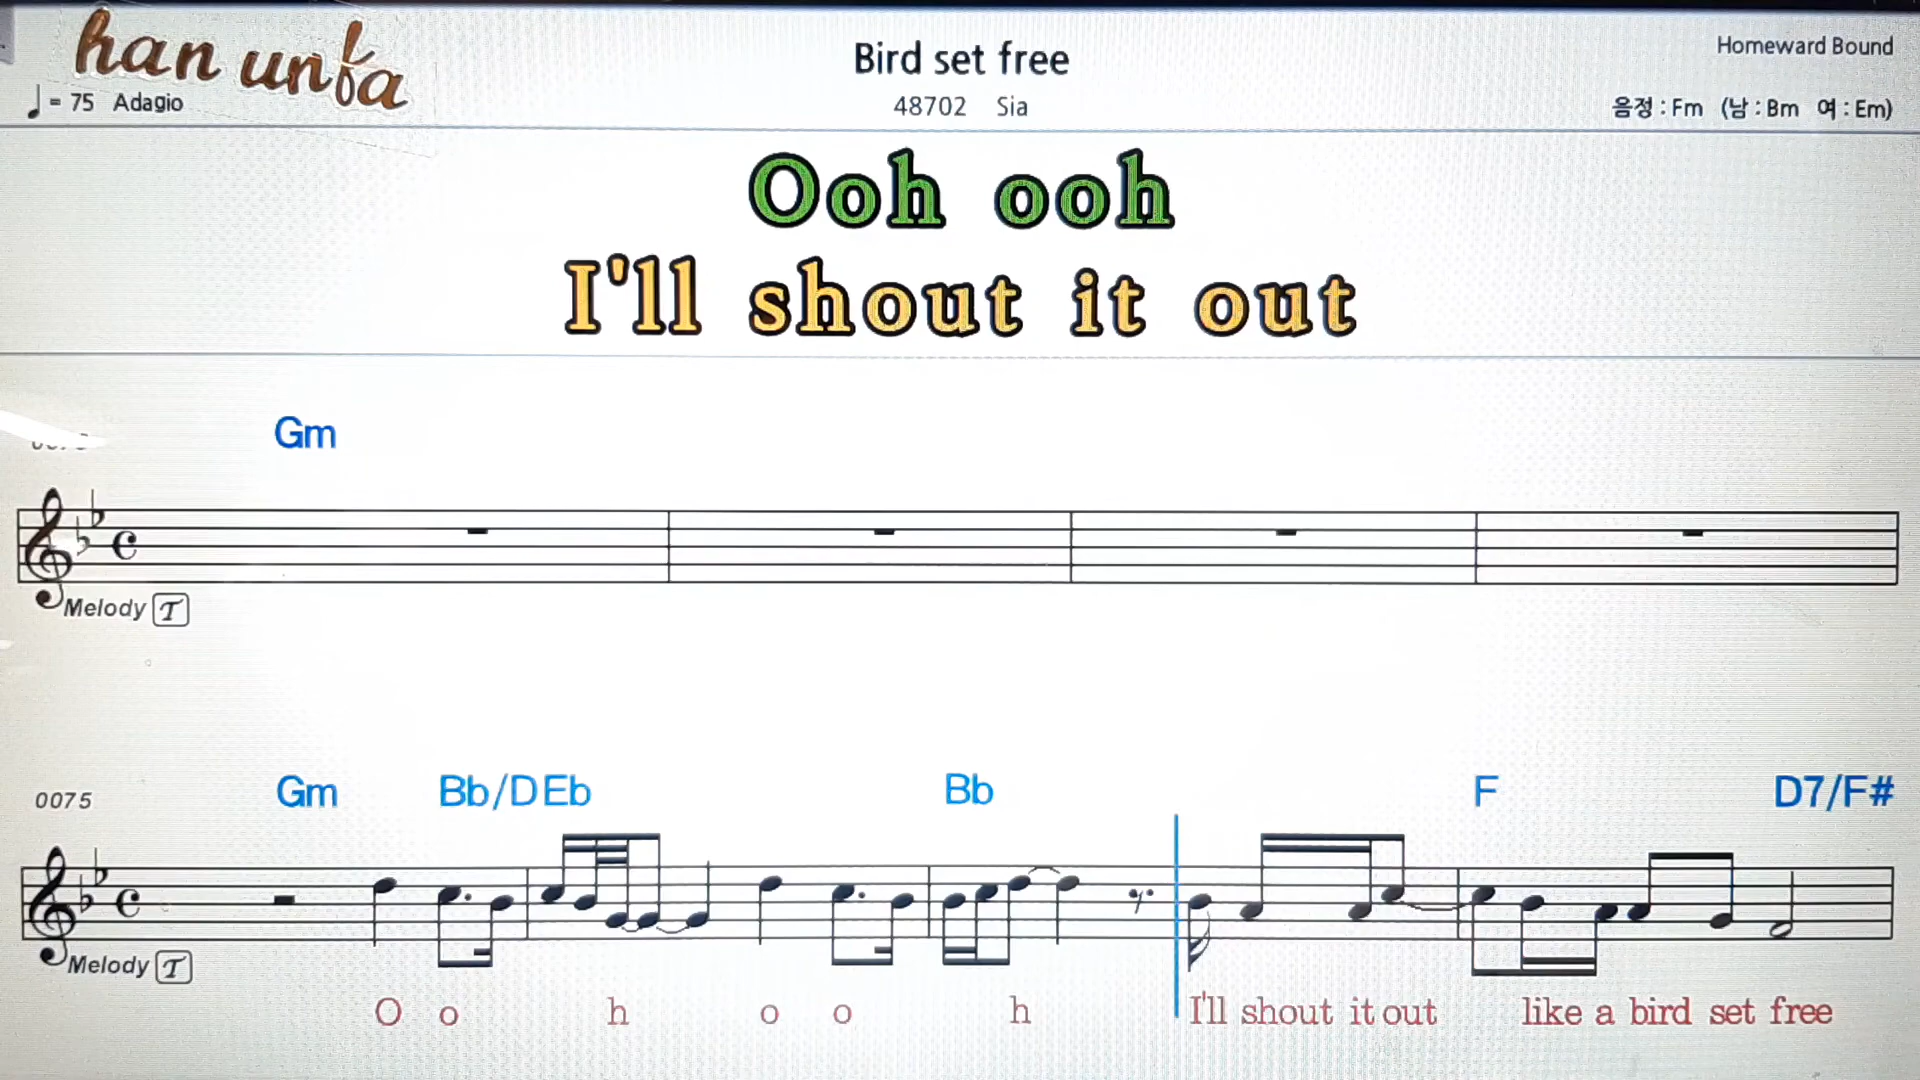 han unfa
Bird set free
Homeward Bound
= 75 Adagio
48702 Sia
음정 : Fm (남 : Bm 여 : Em)
Ooh ooh
I'll shout it out
Gm
Melody T
0075
Gm Bb/D Eb Bb F D7/F#
Melody T
O o h o o h I'll shout it out like a bird set free